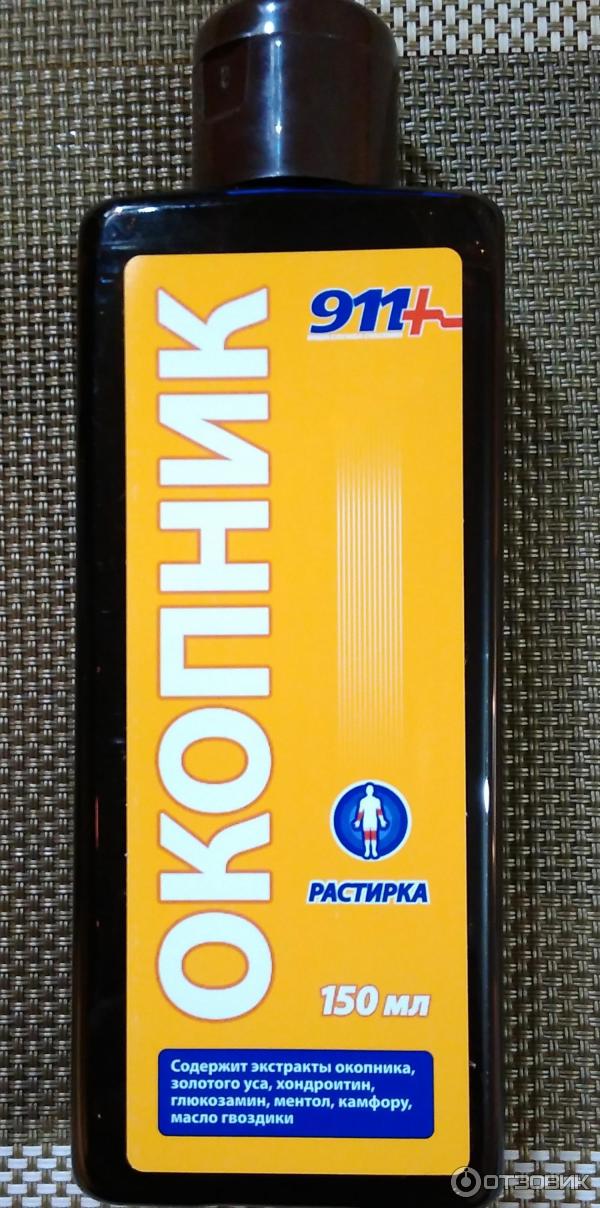 911+
ОКОПНИК
РАСТИРКА
150 мл
Содержит экстракты окопника,
золотого уса, хондроитин,
глюкозамин, ментол, камфору,
масло гвоздики
ОТЗОВИК